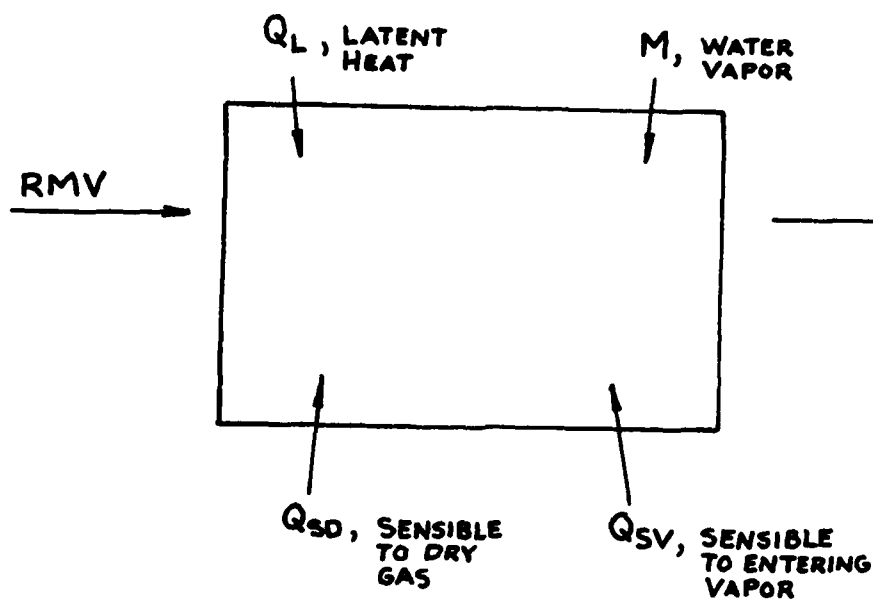 Q_L, LATENT
HEAT
M, WATER
VAPOR
RMV
Q_SD, SENSIBLE
TO DRY
GAS
Q_SV, SENSIBLE
TO ENTERING
VAPOR